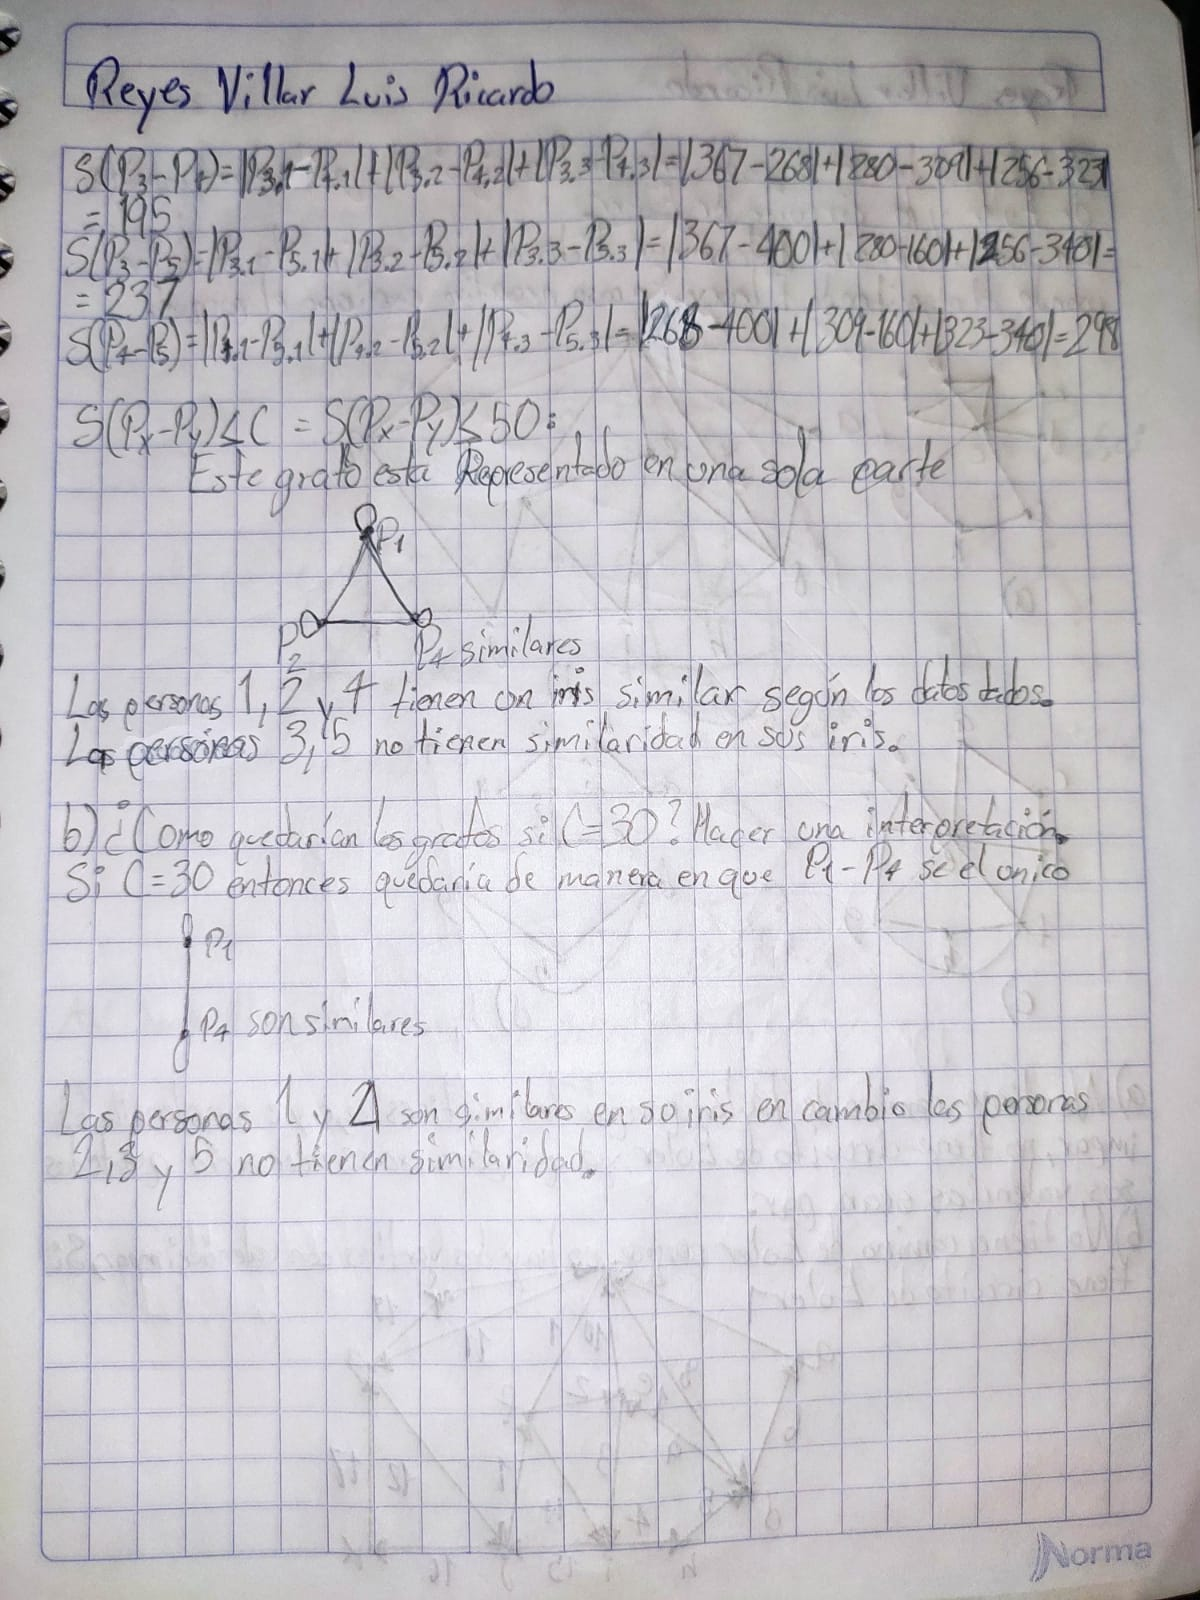 Reyes Villar Luis Ricardo
S(P3-P4)=|P3.1-P4.1|+|P3.2-P4.2|+|P3.3-P4.3|=|367-268|+|280-309|+|256-323|
=195
S(P3-P5)=|P3.1-P5.1|+|P3.2-P5.2|+|P3.3-P5.3|=|367-400|+|280-160|+|256-340|=
=237
S(P4-P5)=|P4.1-P5.1|+|P4.2-P5.2|+|P4.3-P5.3|=|268-400|+|309-160|+|323-340|=298
S(Px-Py)≤C = S(Px-Py)≤50:
Este grafo esta Representado en una sola parte
P1
P2
P4 similares
Las personas 1, 2 y 4 tienen un iris similar según los datos dados.
Las personas 3, 5 no tienen similaridad en sus iris.
b) ¿Como quedarían los grafos si C=30? Hacer una interpretación.
Si C=30 entonces quedaría de manera en que P1-P4 se el unico
P1
P4 son similares
Las personas 1 y 4 son similares en su iris en cambio las personas
2,3 y 5 no tienen similaridad.
Norma